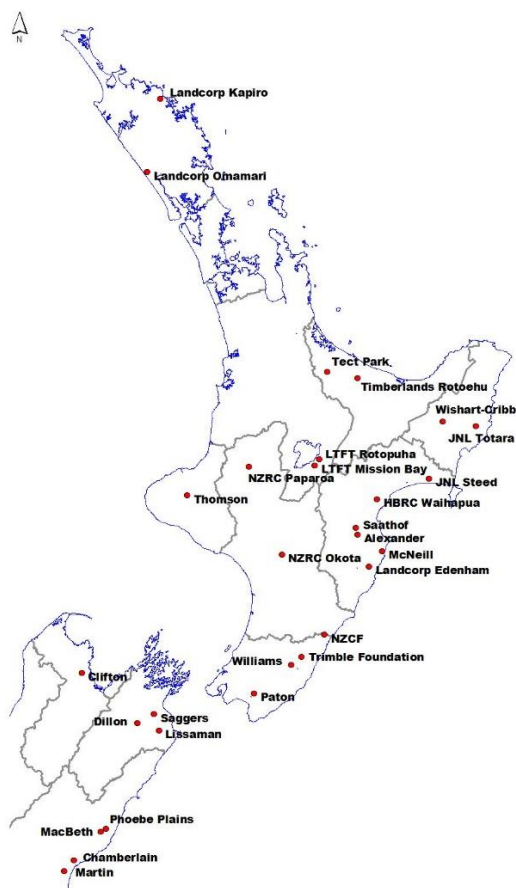 N
Landcorp Kapiro
Landcorp Omamari
Tect Park
Timberlands Rotoehu
Wishart-Cribb
JNL Totara
LTFT Rotopuha
LTFT Mission Bay
NZRC Paparoa
JNL Steed
Thomson
HBRC Waihapua
Saathof
Alexander
McNeill
NZRC Okota
Landcorp Edenham
NZCF
Trimble Foundation
Williams
Clifton
Paton
Saggers
Dillon
Lissaman
Phoebe Plains
MacBeth
Chamberlain
Martin